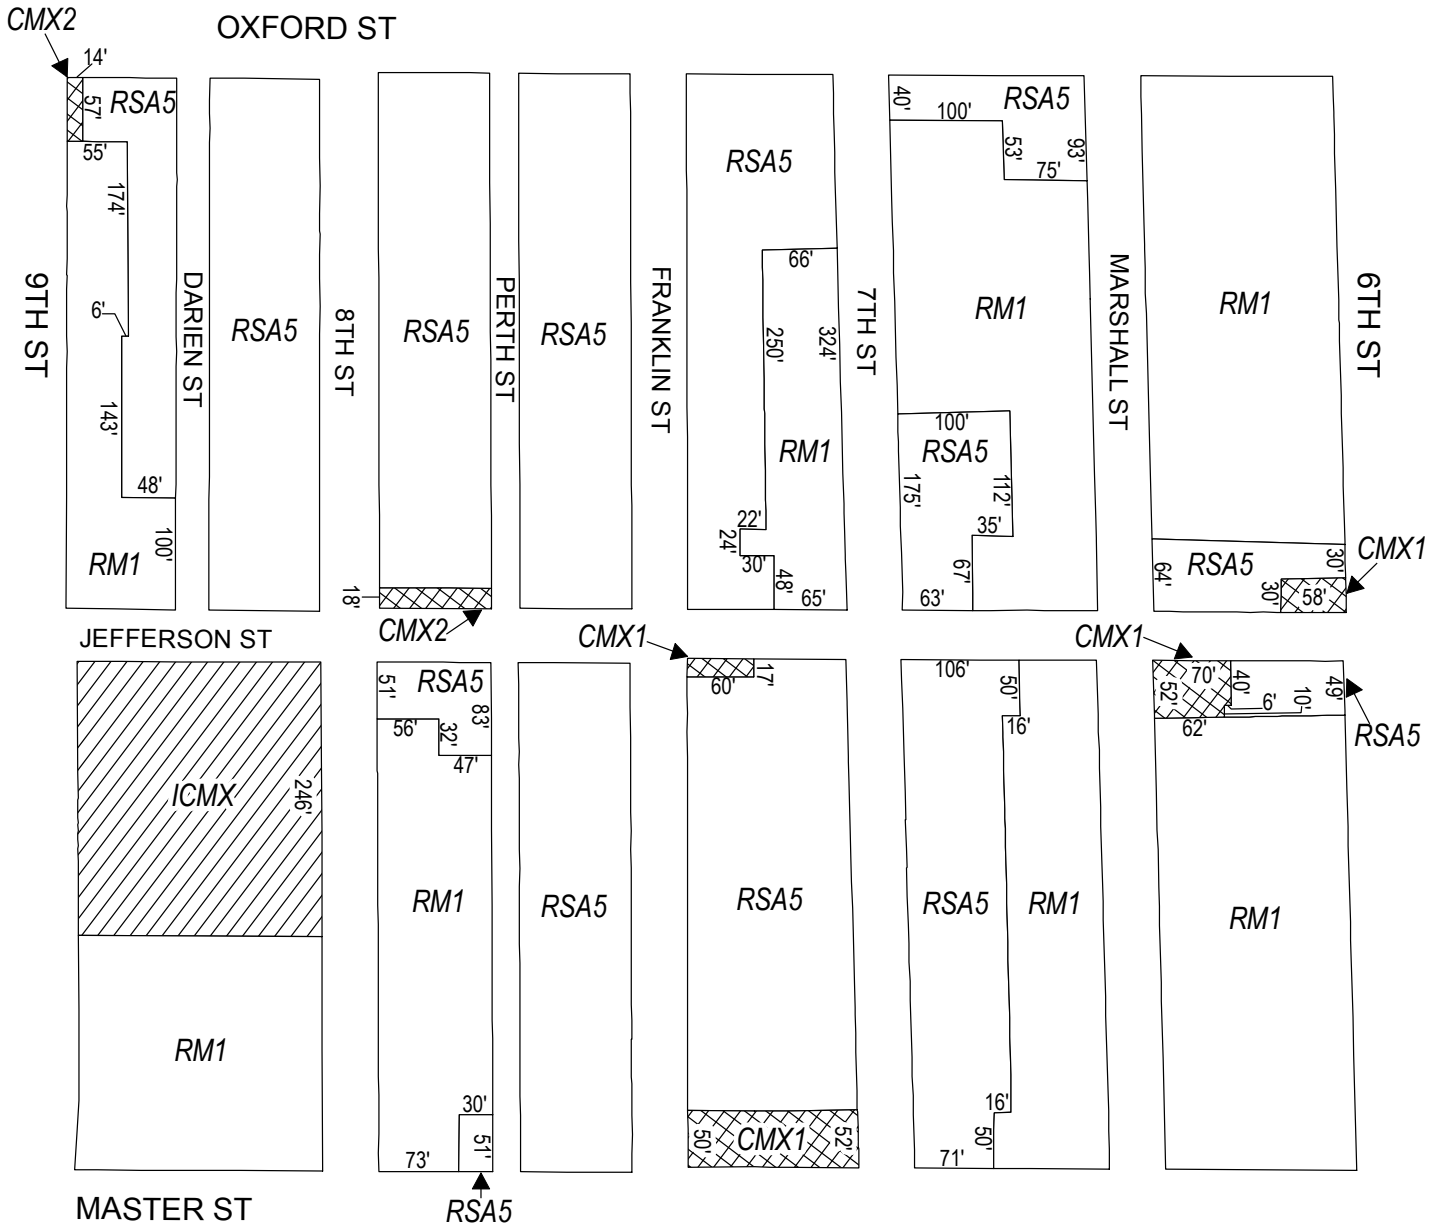 CMX2
OXFORD ST
14'
57'
RSA5
55'
174'
6'
143'
48'
100'
RM1
9TH ST
DARIEN ST
RSA5
8TH ST
RSA5
18'
CMX2
PERTH ST
RSA5
FRANKLIN ST
RSA5
66'
250'
324'
RM1
22'
24'
30'
48'
65'
7TH ST
40'
100'
RSA5
53'
93'
75'
RM1
100'
RSA5
175'
112'
35'
67'
63'
MARSHALL ST
RM1
6TH ST
RSA5
64'
30'
30'
58'
CMX1
JEFFERSON ST
ICMX
246'
RM1
51'
RSA5
83'
56'
32'
47'
RM1
30'
51'
73'
RSA5
RSA5
CMX1
60'
17'
RSA5
50'
CMX1
52'
106'
50'
16'
RSA5
RM1
16'
50'
71'
CMX1
70'
52'
40'
6'
10'
49'
62'
RSA5
RM1
MASTER ST